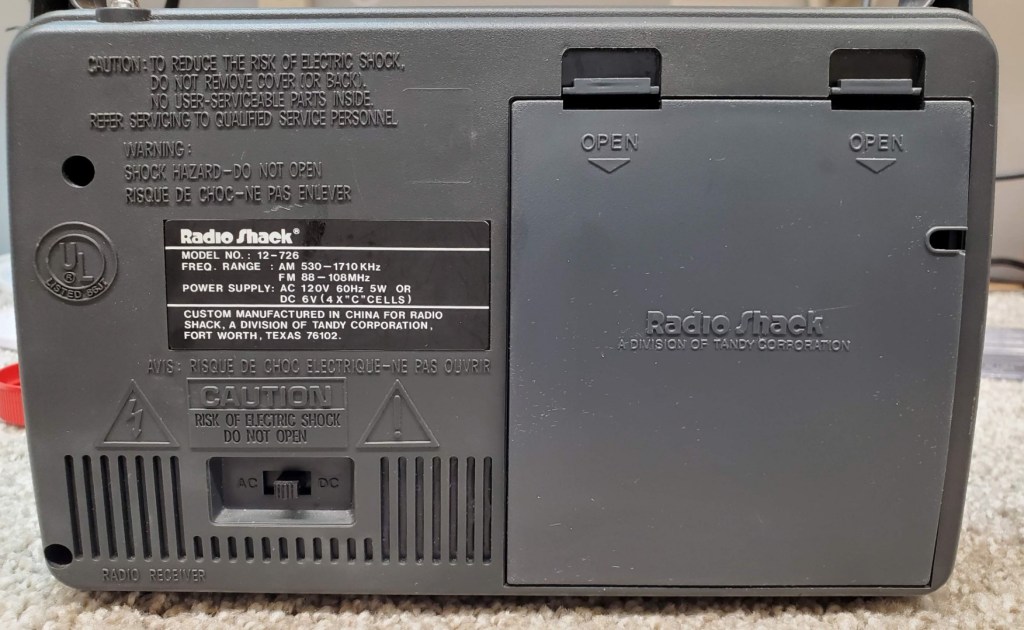 CAUTION: TO REDUCE THE RISK OF ELECTRIC SHOCK,
DO NOT REMOVE COVER (OR BACK).
NO USER-SERVICEABLE PARTS INSIDE.
REFER SERVICING TO QUALIFIED SERVICE PERSONNEL
WARNING:
SHOCK HAZARD-DO NOT OPEN
RISQUE DE CHOC-NE PAS ENLEVER
UL
®
LISTED
Radio Shack®
MODEL NO.: 12-726
FREQ. RANGE : AM 530-1710KHz
FM 88-108MHz
POWER SUPPLY: AC 120V 60Hz 5W OR
DC 6V (4 X "C" CELLS)
CUSTOM MANUFACTURED IN CHINA FOR RADIO
SHACK, A DIVISION OF TANDY CORPORATION,
FORT WORTH, TEXAS 76102.
AVIS: RISQUE DE CHOC ELECTRIQUE-NE PAS OUVRIR
CAUTION
RISK OF ELECTRIC SHOCK
DO NOT OPEN
AC DC
RADIO RECEIVER
OPEN OPEN
Radio Shack
A DIVISION OF TANDY CORPORATION